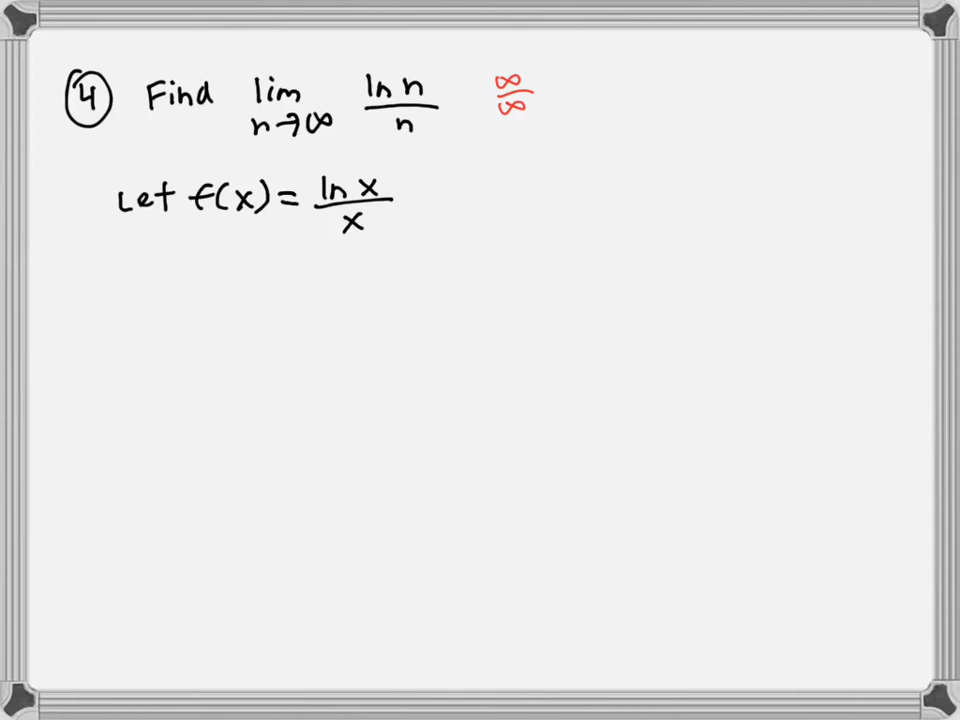 ④ Find lim n→∞ ln n / n ∞/∞
Let f(x) = ln x / x